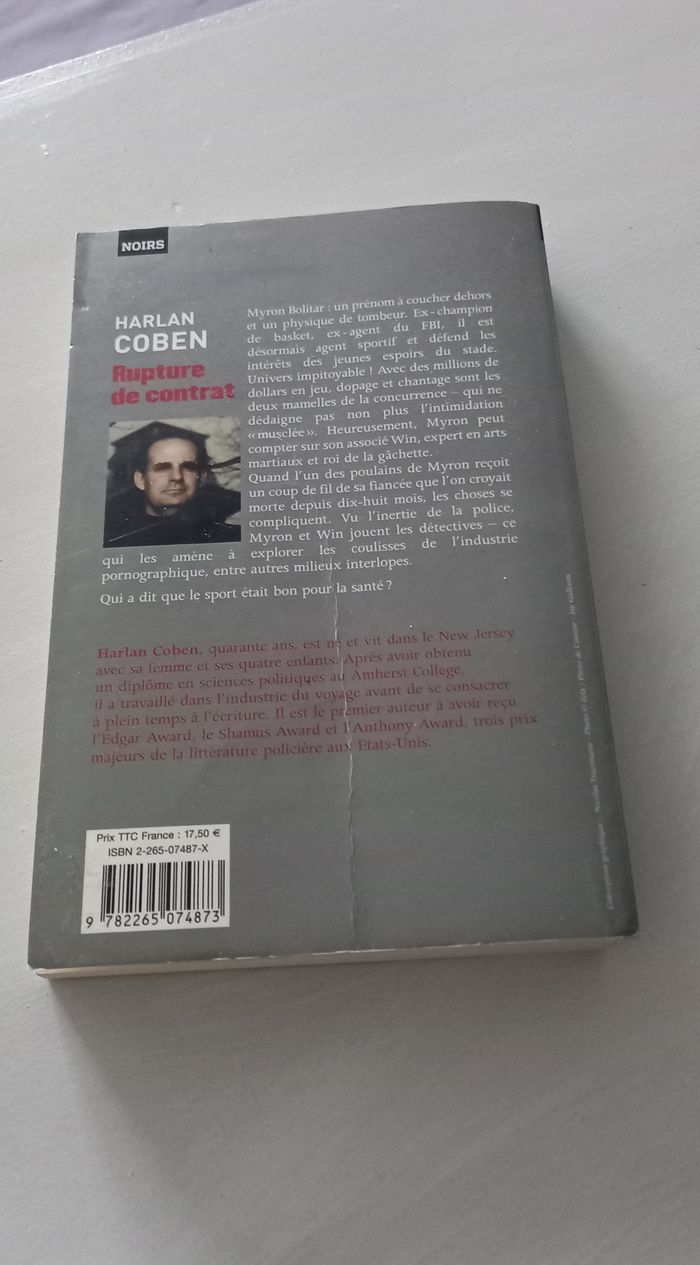 NOIRS
HARLAN
COBEN
Rupture
de contrat
Myron Bolitar : un prénom à coucher dehors
et un physique de tombeur. Ex-champion
de basket, ex-agent du FBI, il est
désormais agent sportif et défend les
intérêts des jeunes espoirs du stade.
Univers impitoyable ! Avec des millions de
dollars en jeu, dopage et chantage sont les
deux mamelles de la concurrence – qui ne
dédaigne pas non plus l'intimidation
« musclée ». Heureusement, Myron peut
compter sur son associé Win, expert en arts
martiaux et roi de la gâchette.
Quand l'un des poulains de Myron reçoit
un coup de fil de sa fiancée que l'on croyait
morte depuis dix-huit mois, les choses se
compliquent. Vu l'inertie de la police,
Myron et Win jouent les détectives – ce
qui les amène à explorer les coulisses de l'industrie
pornographique, entre autres milieux interlopes.
Qui a dit que le sport était bon pour la santé ?
Harlan Coben, quarante ans, est né et vit dans le New Jersey
avec sa femme et ses quatre enfants. Après avoir obtenu
un diplôme en sciences politiques au Amherst College,
il a travaillé dans l'industrie du voyage avant de se consacrer
à plein temps à l'écriture. Il est le premier auteur à avoir reçu
l'Edgar Award, le Shamus Award et l'Anthony Award, trois prix
majeurs de la littérature policière aux Etats-Unis.
Prix TTC France : 17,50 €
ISBN 2-265-07487-X
9 782265 074873